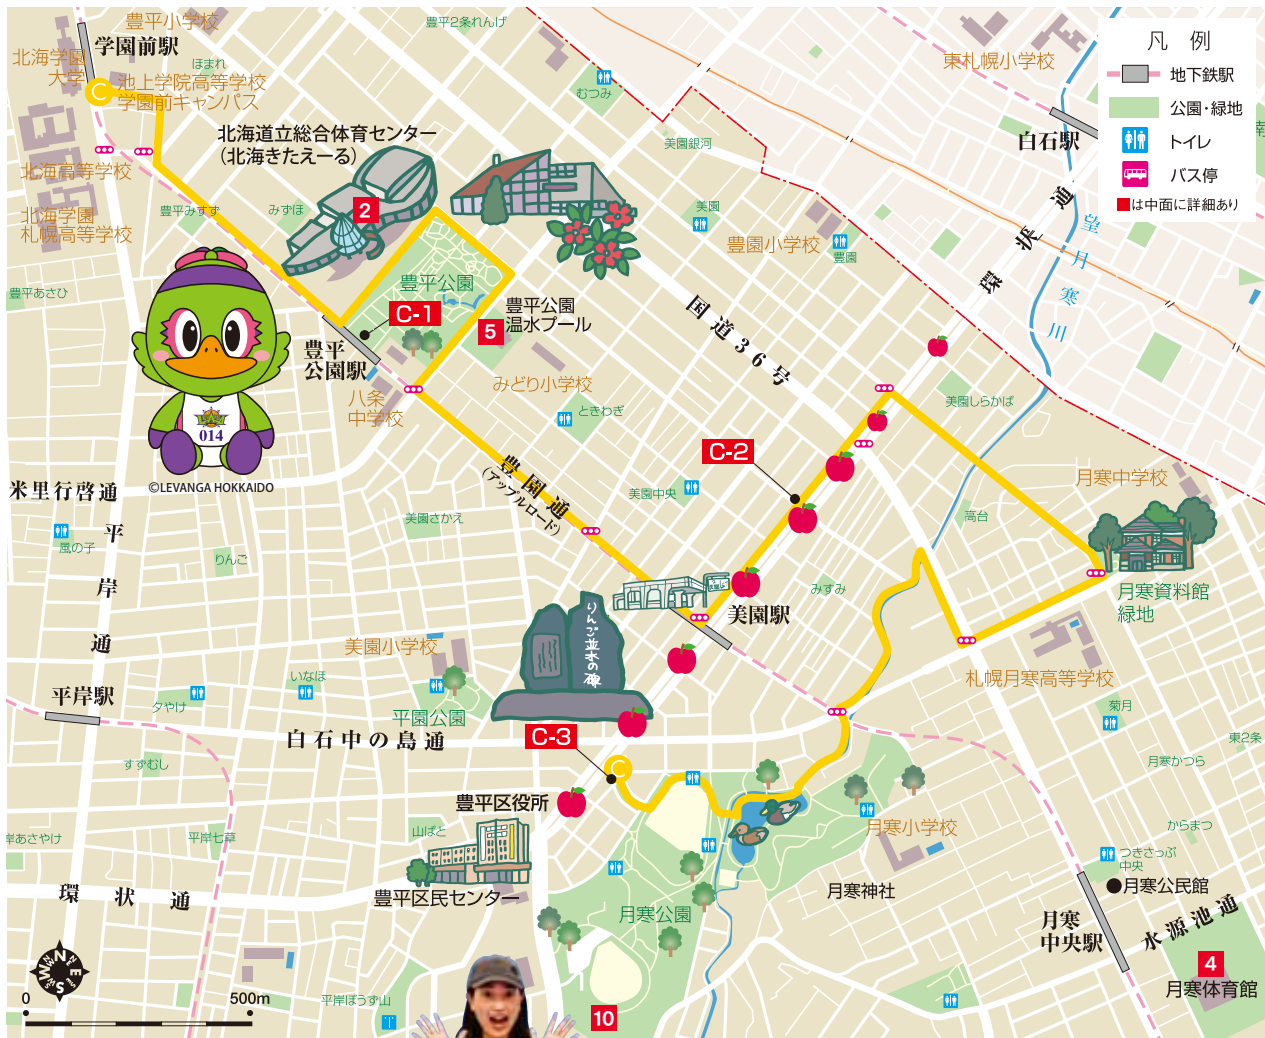 豊平小学校
豊平2条れんげ
学園前駅
北海学園
大学
ほまれ
池上学院高等学校
学園前キャンパス
C
むつみ
東札幌小学校
凡 例
地下鉄駅
公園・緑地
トイレ
バス停
は中面に詳細あり
白石駅
北海道立総合体育センター
(北海きたえーる)
美園銀河
北海高等学校
北海学園
札幌高等学校
豊平みすず
みずほ
2
美園
豊園小学校
豊園
環状通
望月寒川
豊平あさひ
豊平公園
C-1
5
豊平公園
温水プール
国道36号
豊平
公園駅
みどり小学校
八条
中学校
ときわぎ
美園しらかば
014
©LEVANGA HOKKAIDO
米里行啓通
平岸通
豊園通
(アップルロード)
C-2
美園中央
月寒中学校
美園さかえ
高台
風の子
りんご
みずみ
月寒資料館
緑地
りんご並木の碑
美園駅
美園小学校
いなほ
平岸駅
夕やけ
平園公園
札幌月寒高等学校
菊月
東2条
白石中の島通
C-3
C
すずむし
月寒かつら
豊平区役所
山ばと
月寒小学校
からまつ
岸あさやけ
平岸七草
つきさっぷ
中央
月寒公民館
環状通
豊平区民センター
月寒公園
月寒神社
月寒
中央駅
水源池通
4
月寒体育館
N
NE
E
SE
S
SW
W
NW
0
500m
平岸ぼうず山
10